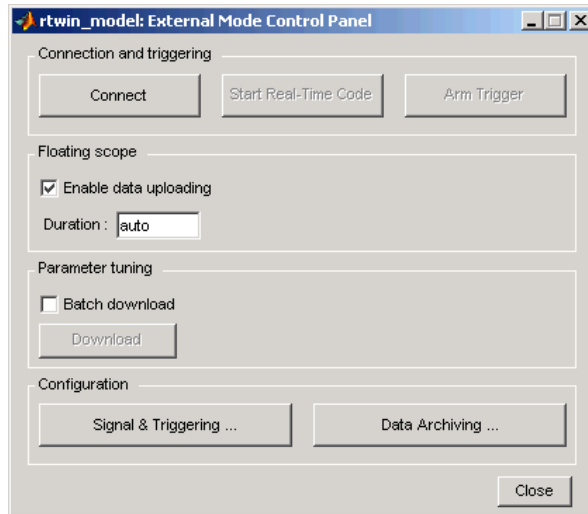 rtwin_model: External Mode Control Panel
Connection and triggering
Connect Start Real-Time Code Arm Trigger
Floating scope
Enable data uploading
Duration : auto
Parameter tuning
Batch download
Download
Configuration
Signal & Triggering ... Data Archiving ...
Close